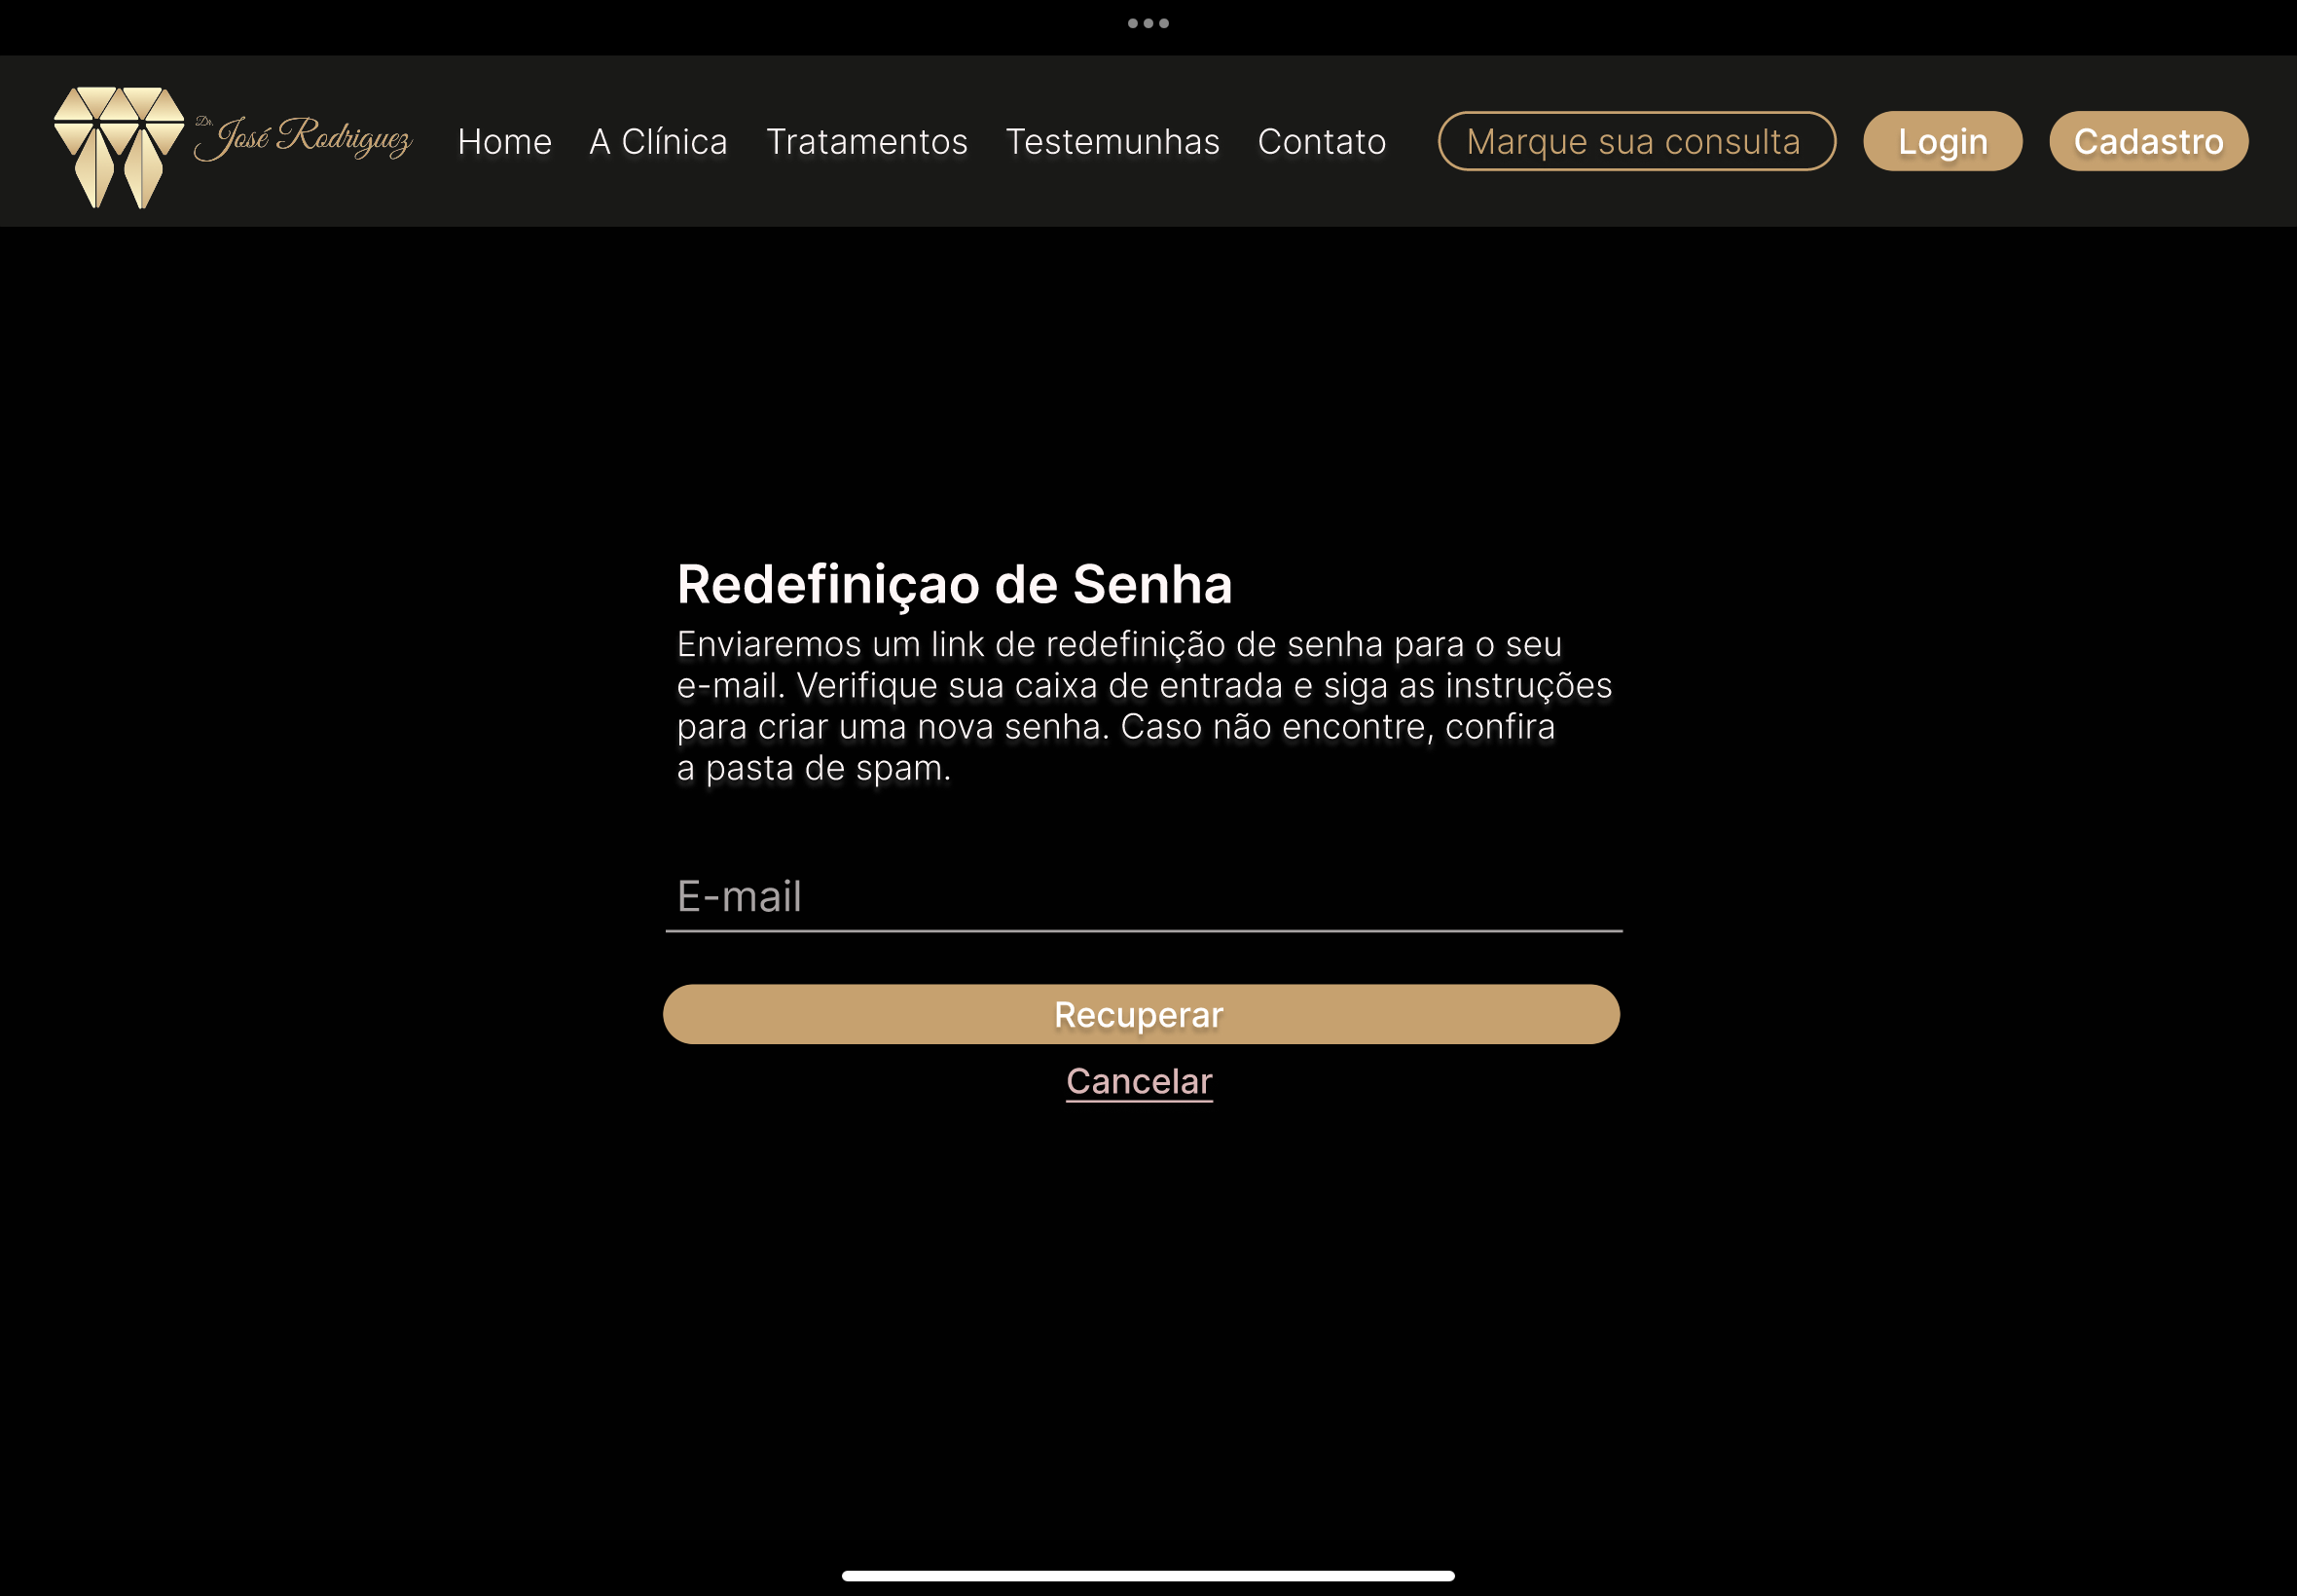 Dr. José Rodriguez
Home A Clínica Tratamentos Testemunhas Contato Marque sua consulta Login Cadastro
Redefiniçao de Senha
Enviaremos um link de redefinição de senha para o seu
e-mail. Verifique sua caixa de entrada e siga as instruções
para criar uma nova senha. Caso não encontre, confira
a pasta de spam.
E-mail
Recuperar
Cancelar